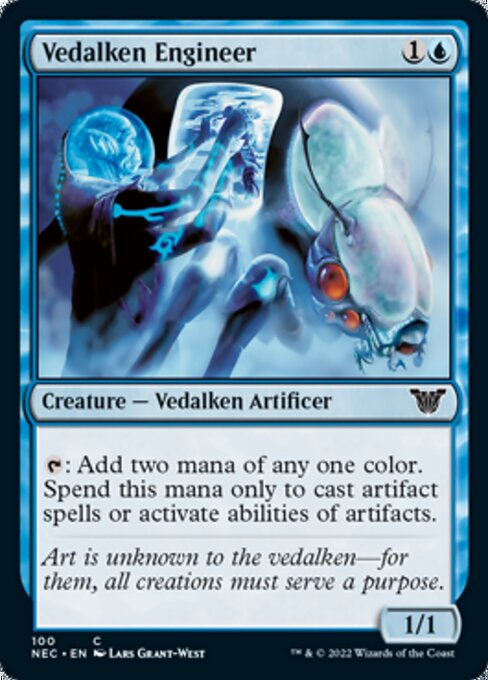 Vedalken Engineer 1
Creature — Vedalken Artificer
: Add two mana of any one color.
Spend this mana only to cast artifact
spells or activate abilities of artifacts.
Art is unknown to the vedalken—for
them, all creations must serve a purpose.
1/1
100 C
NEC • EN Lars Grant-West
™ & © 2022 Wizards of the Coast